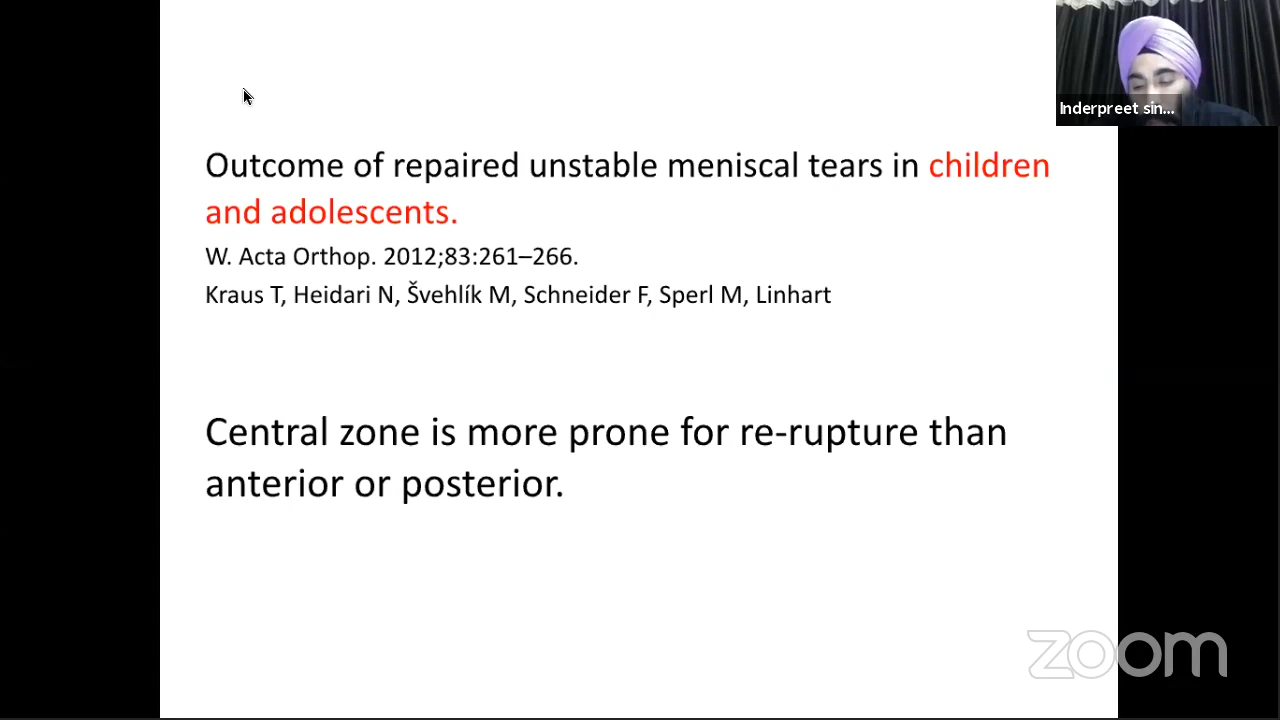 Inderpreet sin...
Outcome of repaired unstable meniscal tears in children
and adolescents.
W. Acta Orthop. 2012;83:261–266.
Kraus T, Heidari N, Švehlík M, Schneider F, Sperl M, Linhart
Central zone is more prone for re-rupture than
anterior or posterior.
zoom